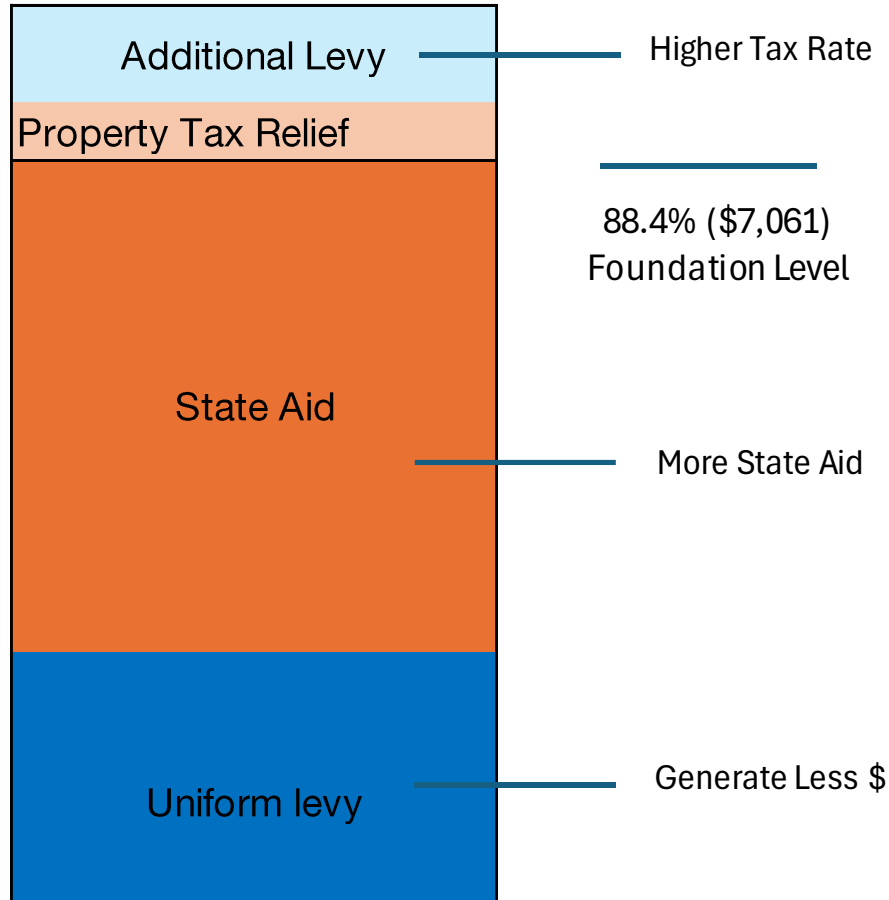 Additional Levy
Higher Tax Rate
Property Tax Relief
88.4% ($7,061)
Foundation Level
State Aid
More State Aid
Generate Less $
Uniform levy